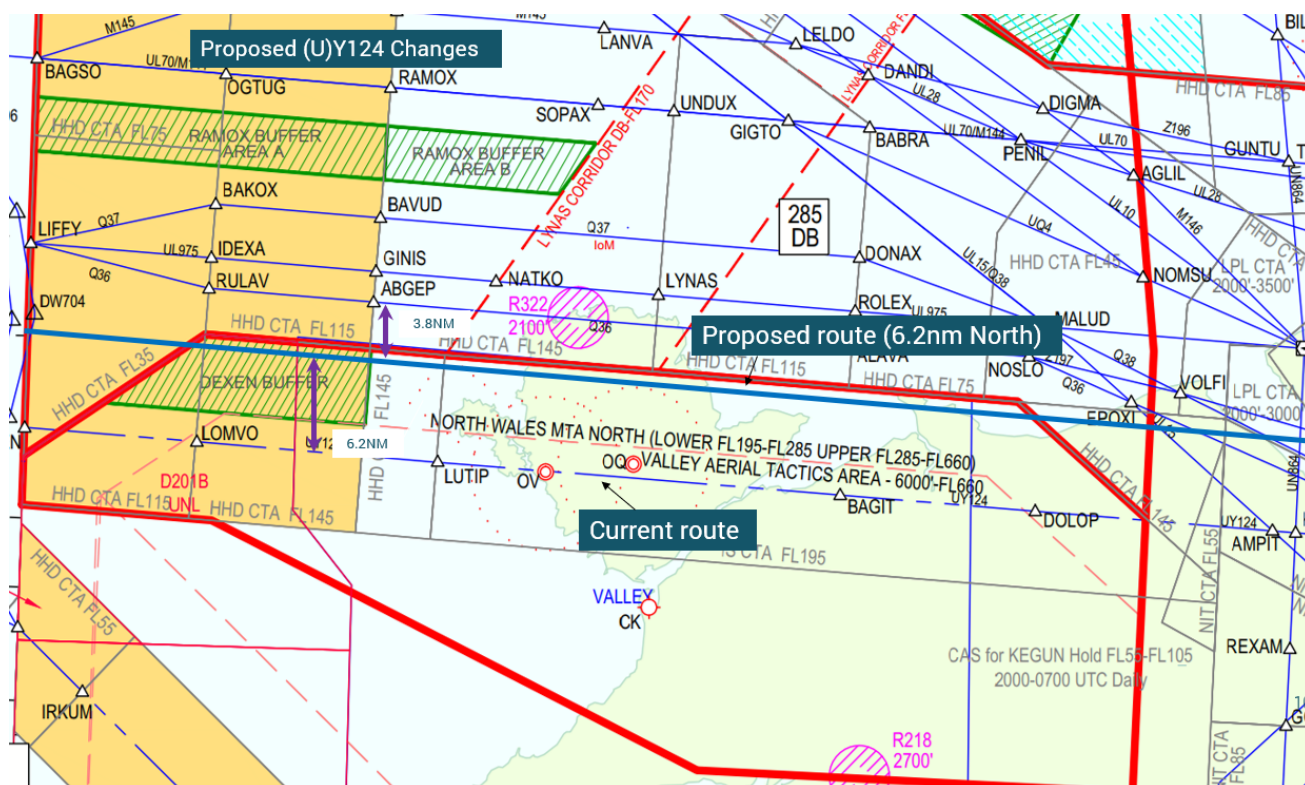 M145
Proposed (U)Y124 Changes
BAGSO
OGTUG
RAMOX
LANVA
LELDO
DANDI
LYNAS CORRIDOR
UL28
DIGMA
HHD CTA FL85
HHD CTA FL75
RAMOX BUFFER
AREA A
RAMOX BUFFER
AREA B
SOPAX
UNDUX
LYNAS CORRIDOR DB-FL170
GIGTO
BABRA
UL70/M144
PENIL
UL70
Z196
GUNTU
UN864
AGLIL
UL28
UL10
M146
UQ4
BAKOX
BAVUD
Q37
Q37
IoM
285
DB
LIFFY
UL975
IDEXA
GINIS
DONAX
UL15/Q38
HHD CTA FL45
NOMSU
HHD CTA
LPL CTA
2000'-3500'
Q36
RULAV
ABGEP
NATKO
LYNAS
ROLEX
UL975
MALUD
DW704
R322
2100'
Q36
3.8NM
HHD CTA FL115
HHD CTA FL145
Proposed route (6.2nm North)
HHD CTA FL115
HHD CTA FL75
ALAVA
NOSLO
Z197
Q38
Q36
VOLFI
LPL CTA
2000'-3000'
HHD CTA FL35
DEXEN BUFFER
HHD CTA FL145
EPOXI
6.2NM
LOMVO
NORTH WALES MTA NORTH (LOWER FL195-FL285 UPPER FL285-FL660)
VALLEY AERIAL TACTICS AREA - 6000'-FL660
LUTIP
OV
OQ
UY124
BAGIT
DOLOP
UY124
AMPIT
UN864
HHD CTA FL145
D201B
UNL
HHD CTA FL115
HHD CTA FL145
Current route
CTA FL195
NIT CTA FL55
HHD CTA FL55
VALLEY
CK
CAS for KEGUN Hold FL55-FL105
2000-0700 UTC Daily
REXAM
IRKUM
R218
2700'
NIT CTA
FL85